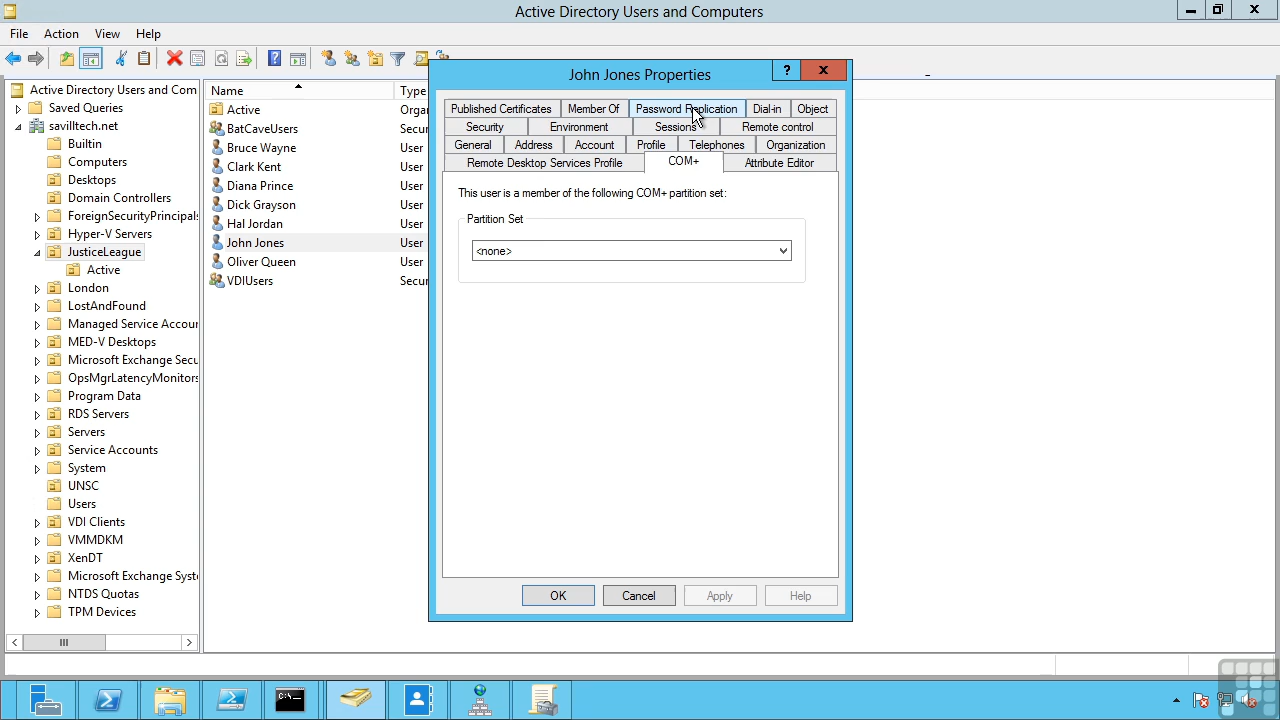 Active Directory Users and Computers
File Action View Help
Active Directory Users and Com
Saved Queries
savilltech.net
Builtin
Computers
Desktops
Domain Controllers
ForeignSecurityPrincipals
Hyper-V Servers
JusticeLeague
Active
London
LostAndFound
Managed Service Accour
MED-V Desktops
Microsoft Exchange Secu
OpsMgrLatencyMonitors
Program Data
RDS Servers
Servers
Service Accounts
System
UNSC
Users
VDI Clients
VMMDKM
XenDT
Microsoft Exchange Syst
NTDS Quotas
TPM Devices
Name Type
Active Orga
BatCaveUsers Secu
Bruce Wayne User
Clark Kent User
Diana Prince User
Dick Grayson User
Hal Jordan User
John Jones User
Oliver Queen User
VDIUsers Secu
John Jones Properties
Published Certificates Member Of Password Replication Dial-in Object
Security Environment Sessions Remote control
General Address Account Profile Telephones Organization
Remote Desktop Services Profile COM+ Attribute Editor
This user is a member of the following COM+ partition set:
Partition Set
<none>
OK Cancel Apply Help